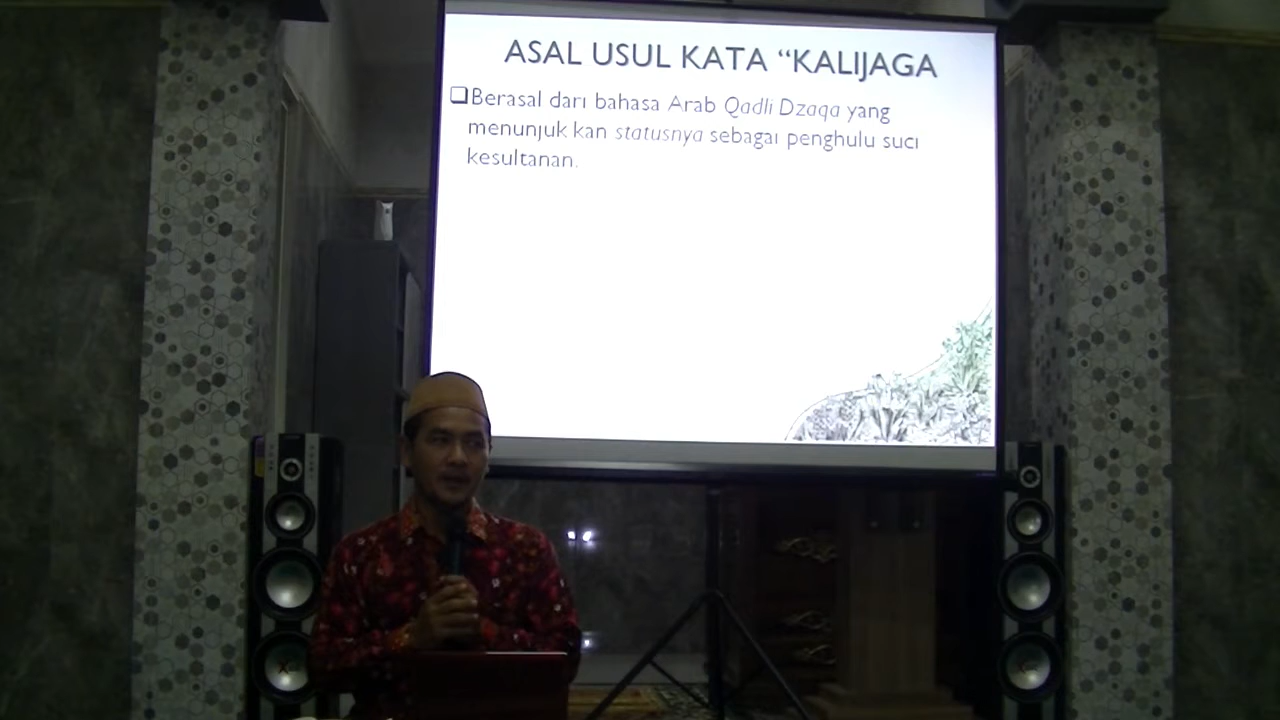 ASAL USUL KATA “KALIJAGA
Berasal dari bahasa Arab Qadli Dzaqa yang
menunjuk kan statusnya sebagai penghulu suci
kesultanan.